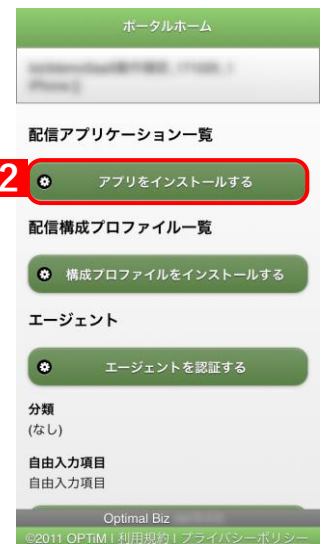 ポータルホーム
配信アプリケーション一覧
2
アプリをインストールする
配信構成プロファイル一覧
構成プロファイルをインストールする
エージェント
エージェントを認証する
分類
(なし)
自由入力項目
自由入力項目
Optimal Biz
©2011 OPTiM | 利用規約 | プライバシーポリシー